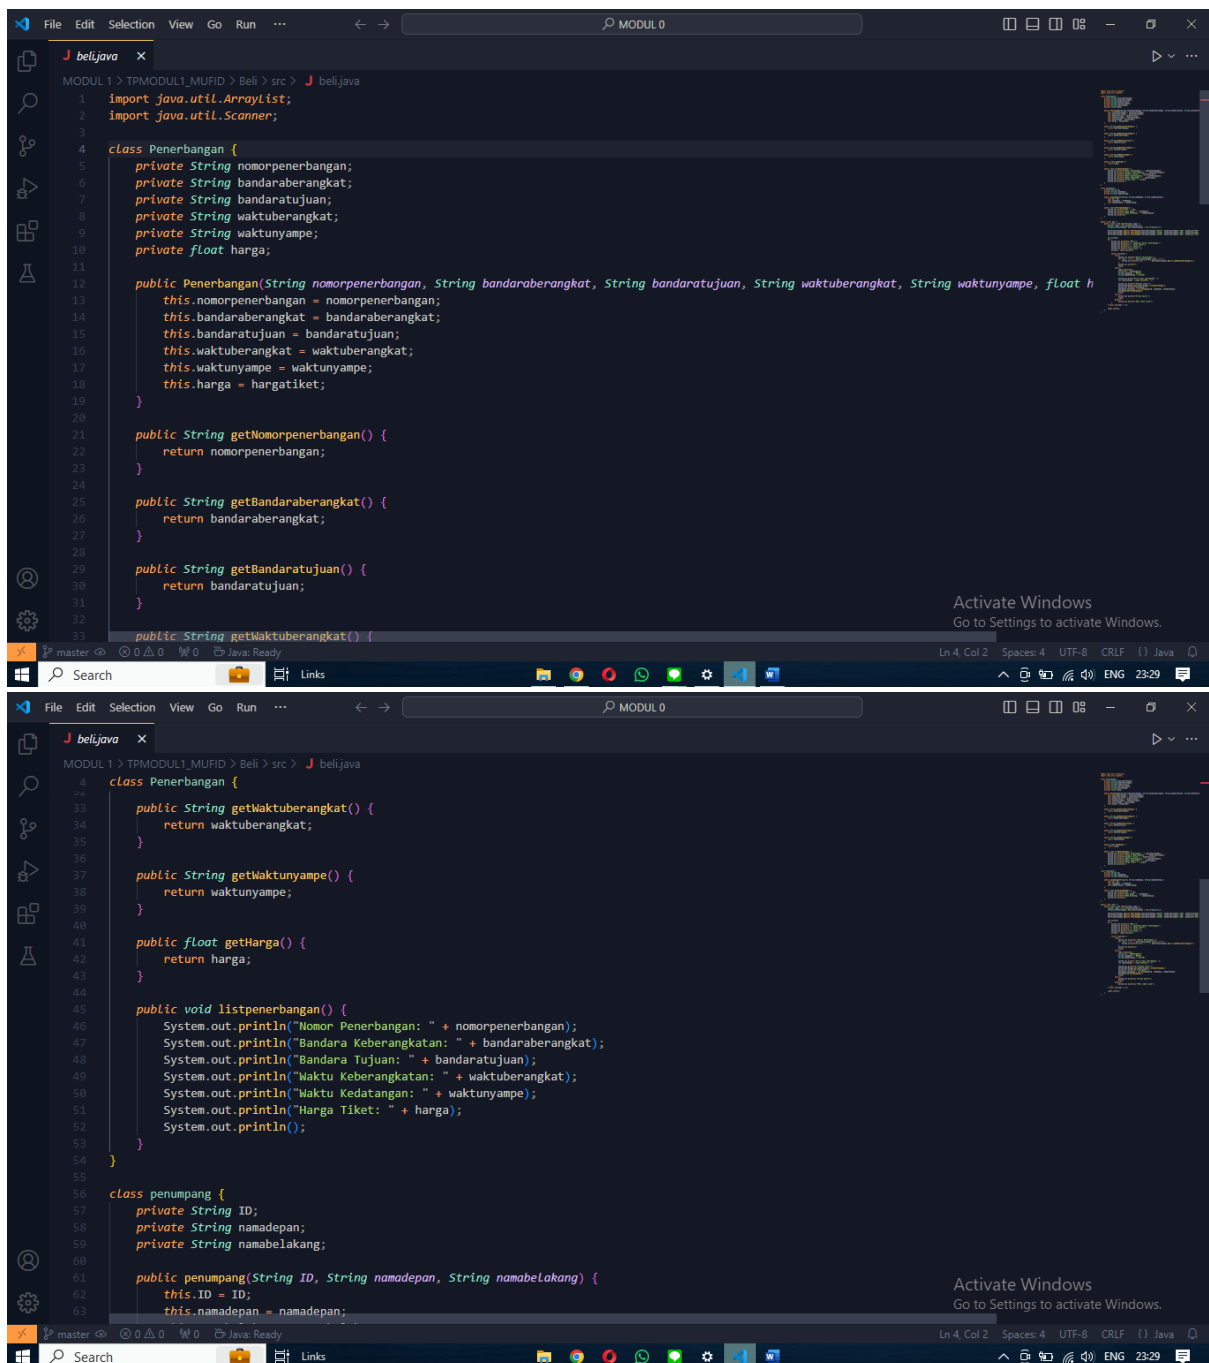 File Edit Selection View Go Run ··· MODUL 0
beli.java
MODUL 1 > TPMODUL1_MUFID > Beli > src > J beli.java
1 import java.util.ArrayList;
2 import java.util.Scanner;
3
4 class Penerbangan {
5 private String nomorpenerbangan;
6 private String bandaraberangkat;
7 private String bandaratujuan;
8 private String waktuberangkat;
9 private String waktunyampe;
10 private float harga;
11
12 public Penerbangan(String nomorpenerbangan, String bandaraberangkat, String bandaratujuan, String waktuberangkat, String waktunyampe, float h
13 this.nomorpenerbangan = nomorpenerbangan;
14 this.bandaraberangkat = bandaraberangkat;
15 this.bandaratujuan = bandaratujuan;
16 this.waktuberangkat = waktuberangkat;
17 this.waktunyampe = waktunyampe;
18 this.harga = hargatiket;
19 }
20
21 public String getNomorpenerbangan() {
22 return nomorpenerbangan;
23 }
24
25 public String getBandaraberangkat() {
26 return bandaraberangkat;
27 }
28
29 public String getBandaratujuan() {
30 return bandaratujuan;
31 }
32
33 public String getWaktuberangkat() {
Activate Windows
Go to Settings to activate Windows.
master 0 0 0 Java: Ready Ln 4, Col 2 Spaces: 4 UTF-8 CRLF {} Java
Search Links ENG 23:29
File Edit Selection View Go Run ··· MODUL 0
beli.java
MODUL 1 > TPMODUL1_MUFID > Beli > src > J beli.java
4 class Penerbangan {
32
33 public String getWaktuberangkat() {
34 return waktuberangkat;
35 }
36
37 public String getWaktunyampe() {
38 return waktunyampe;
39 }
40
41 public float getHarga() {
42 return harga;
43 }
44
45 public void listpenerbangan() {
46 System.out.println("Nomor Penerbangan: " + nomorpenerbangan);
47 System.out.println("Bandara Keberangkatan: " + bandaraberangkat);
48 System.out.println("Bandara Tujuan: " + bandaratujuan);
49 System.out.println("Waktu Keberangkatan: " + waktuberangkat);
50 System.out.println("Waktu Kedatangan: " + waktunyampe);
51 System.out.println("Harga Tiket: " + harga);
52 System.out.println();
53 }
54 }
55
56 class penumpang {
57 private String ID;
58 private String namadepan;
59 private String namabelakang;
60
61 public penumpang(String ID, String namadepan, String namabelakang) {
62 this.ID = ID;
63 this.namadepan = namadepan;
Activate Windows
Go to Settings to activate Windows.
master 0 0 0 Java: Ready Ln 4, Col 2 Spaces: 4 UTF-8 CRLF {} Java
Search Links ENG 23:29